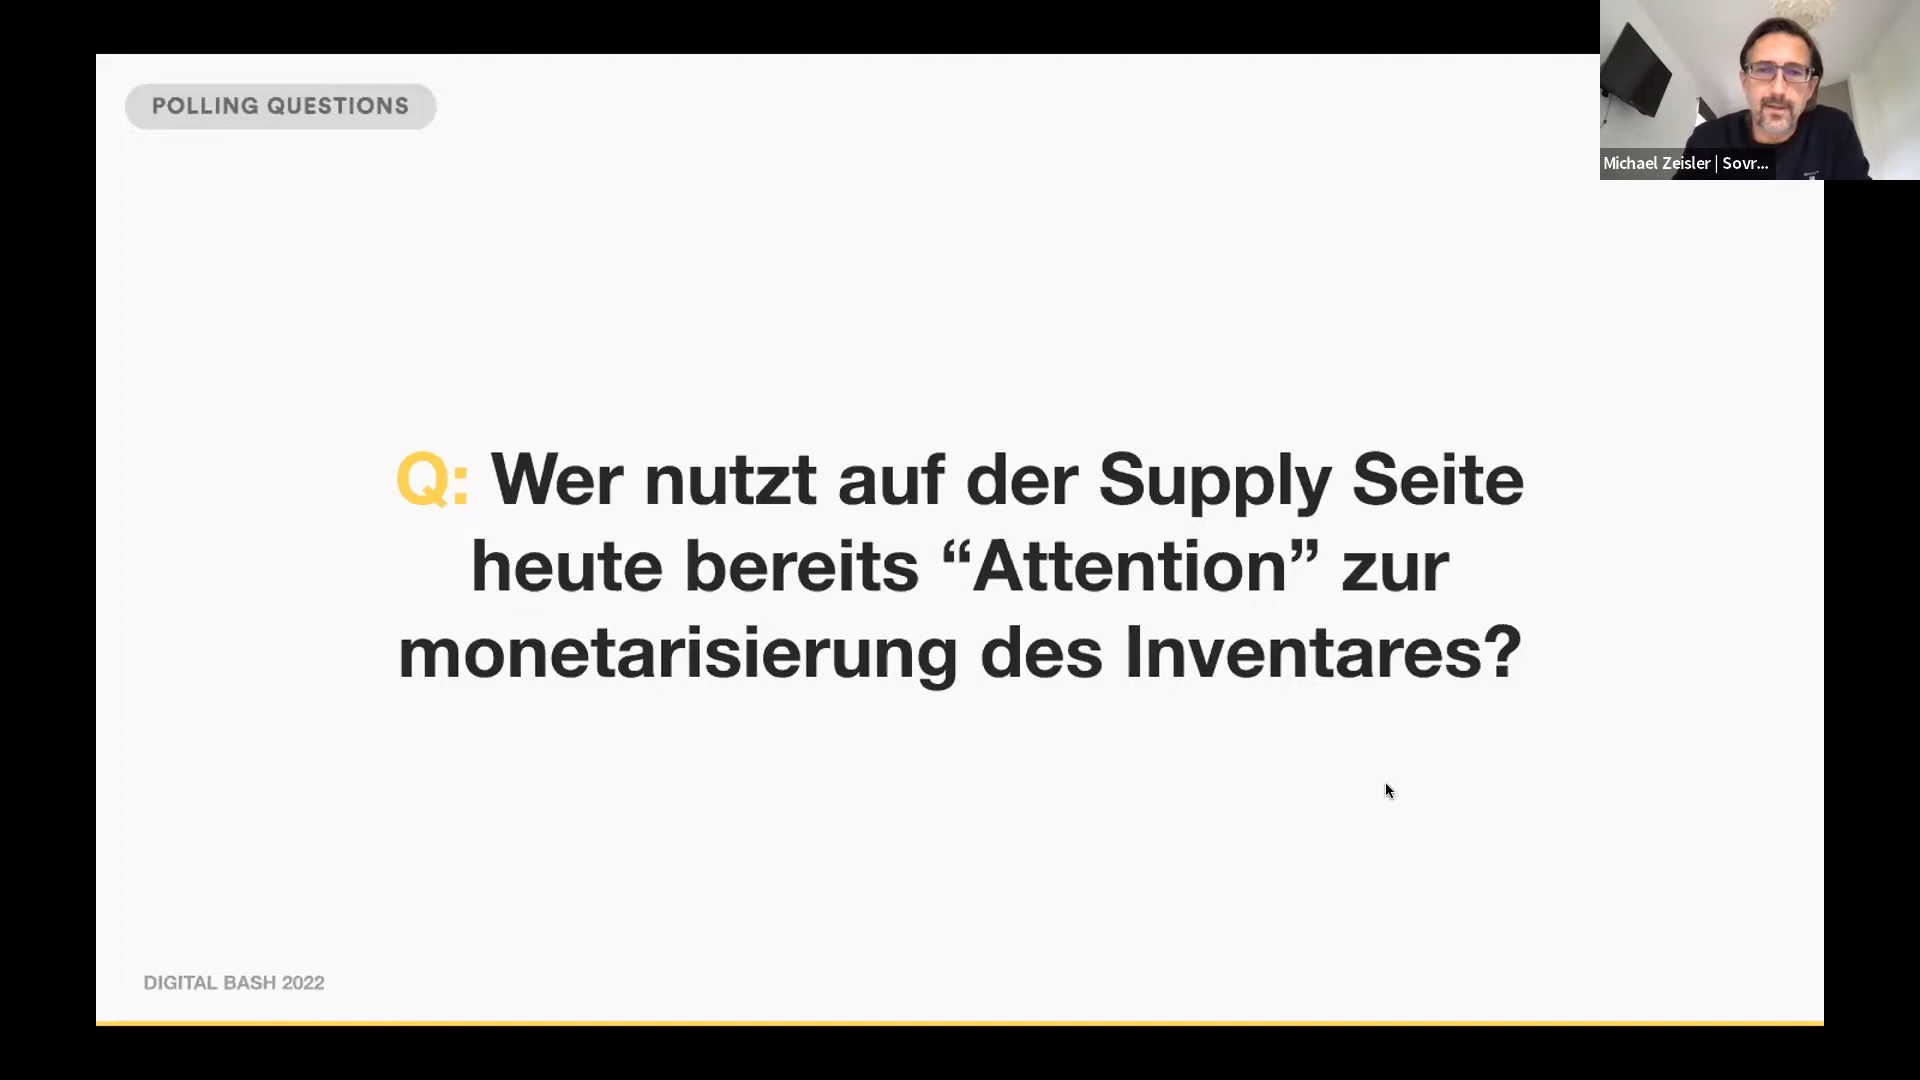 POLLING QUESTIONS
Michael Zeisler | Sovr...
Q: Wer nutzt auf der Supply Seite
heute bereits “Attention” zur
monetarisierung des Inventares?
DIGITAL BASH 2022